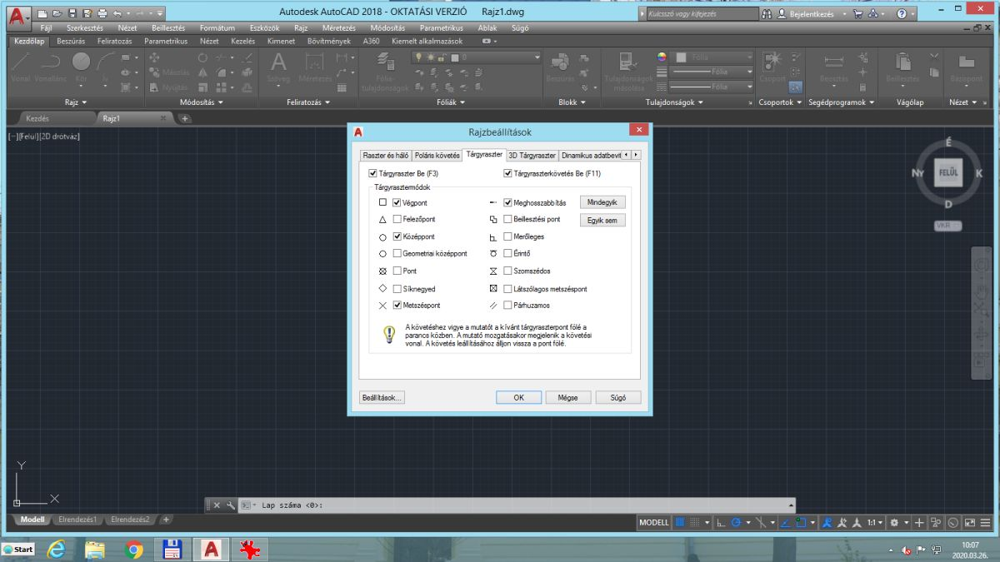 Autodesk AutoCAD 2018 - OKTATÁSI VERZIÓ Rajz1.dwg
Kulcsszó vagy kifejezés
Bejelentkezés
Fájl Szerkesztés Nézet Beillesztés Formátum Eszközök Rajz Méretezés Módosítás Parametrikus Ablak Súgó
Kezdőlap Beszúrás Feliratozás Parametrikus Nézet Kezelés Kimenet Bővítmények A360 Kiemelt alkalmazások
Vonal Vonallánc Kör Ív
Másolás
Nyújtás
Szöveg Méretezés
Fólia-
tulajdonságok
0
Beszúrás
Tulajdonságok
másolása
Fólia
Fólia
Fólia
Csoport
Beosztás
Beillesztés
Bázispont
Rajz Módosítás Feliratozás Fóliák Blokk Tulajdonságok Csoportok Segédprogramok Vágólap Nézet
Kezdés Rajz1
[−][Felül][2D drótváz]
É
Ny FELÜL K
D
VKR
Rajzbeállítások
Raszter és háló Poláris követés Tárgyraszter 3D Tárgyraszter Dinamikus adatbevit
Tárgyraszter Be (F3) Tárgyraszterkövetés Be (F11)
Tárgyrasztermódok
Végpont Meghosszabbítás Mindegyik
Felezőpont Beillesztési pont Egyik sem
Középpont Merőleges
Geometriai középpont Érintő
Pont Szomszédos
Síknegyed Látszólagos metszéspont
Metszéspont Párhuzamos
A követéshez vigye a mutatót a kívánt tárgyraszterpont fölé a
parancs közben. A mutató mozgatásakor megjelenik a követési
vonal. A követés leállításához álljon vissza a pont fölé.
Beállítások... OK Mégse Súgó
Y
X
Lap száma <0>:
Modell Elrendezés1 Elrendezés2
MODELL 1:1
Start
10:07
2020.03.26.